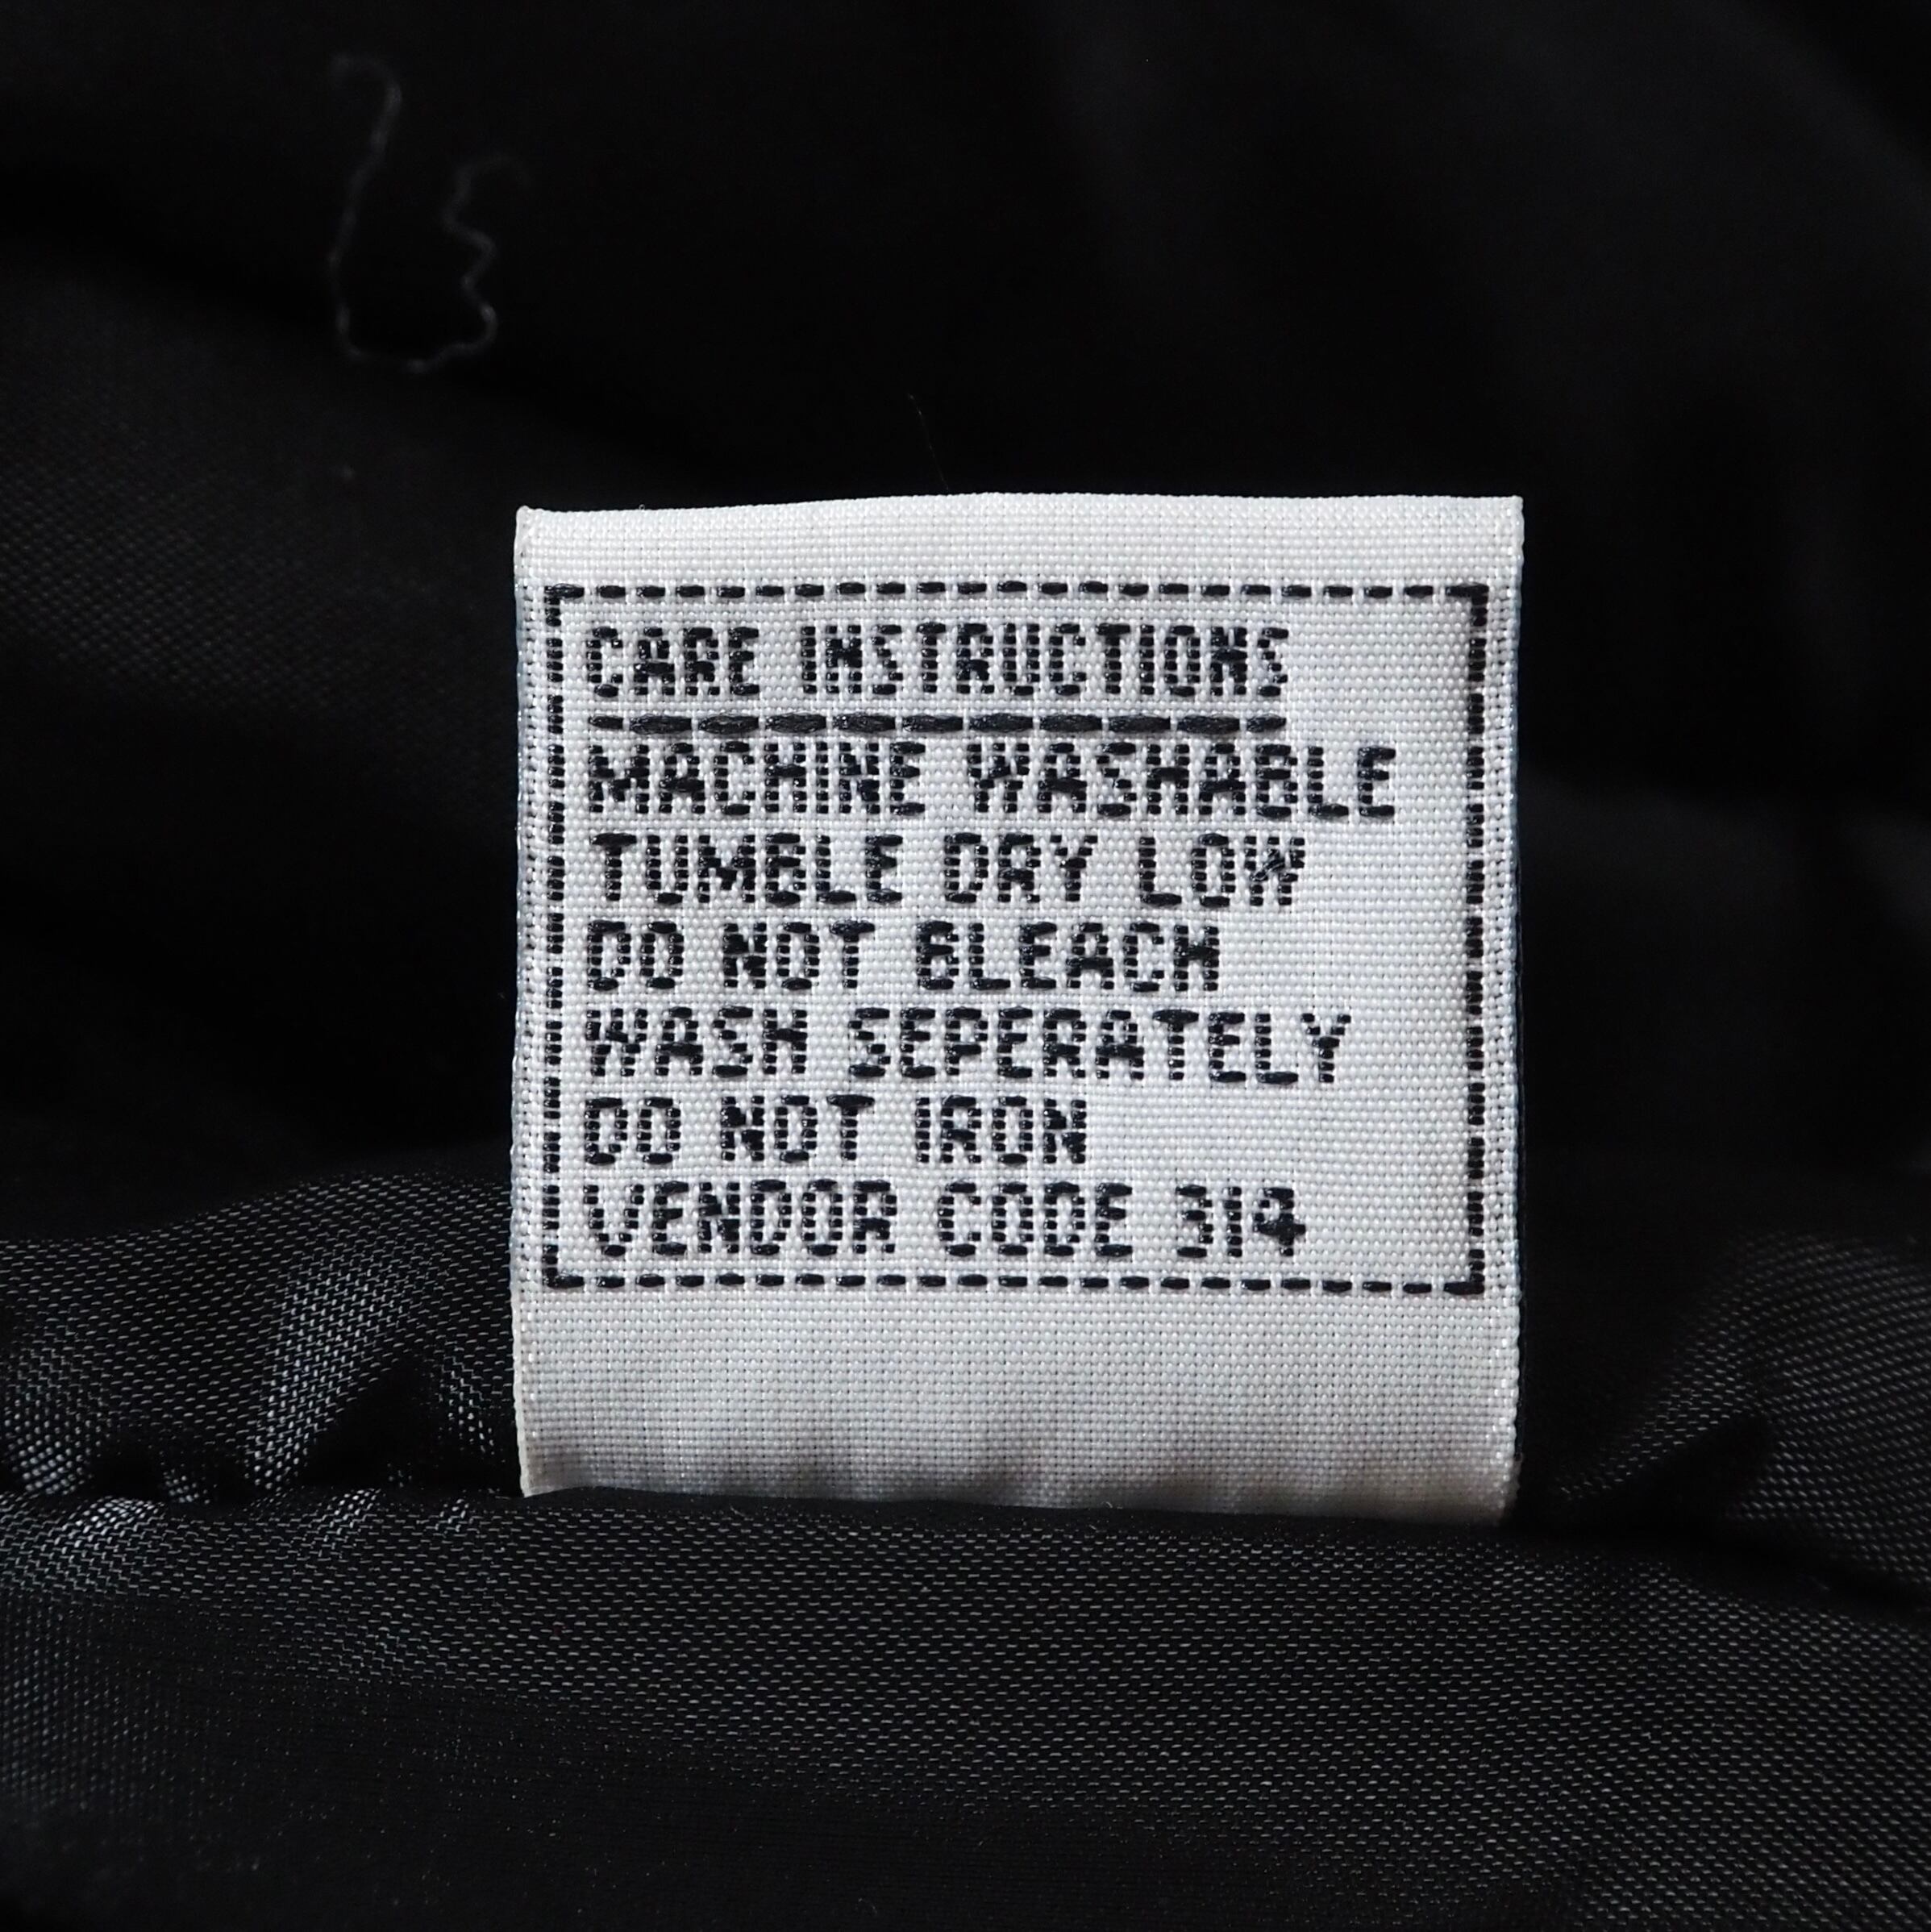 CARE INSTRUCTIONS
MACHINE WASHABLE
TUMBLE DRY LOW
DO NOT BLEACH
WASH SEPERATELY
DO NOT IRON
VENDOR CODE 314